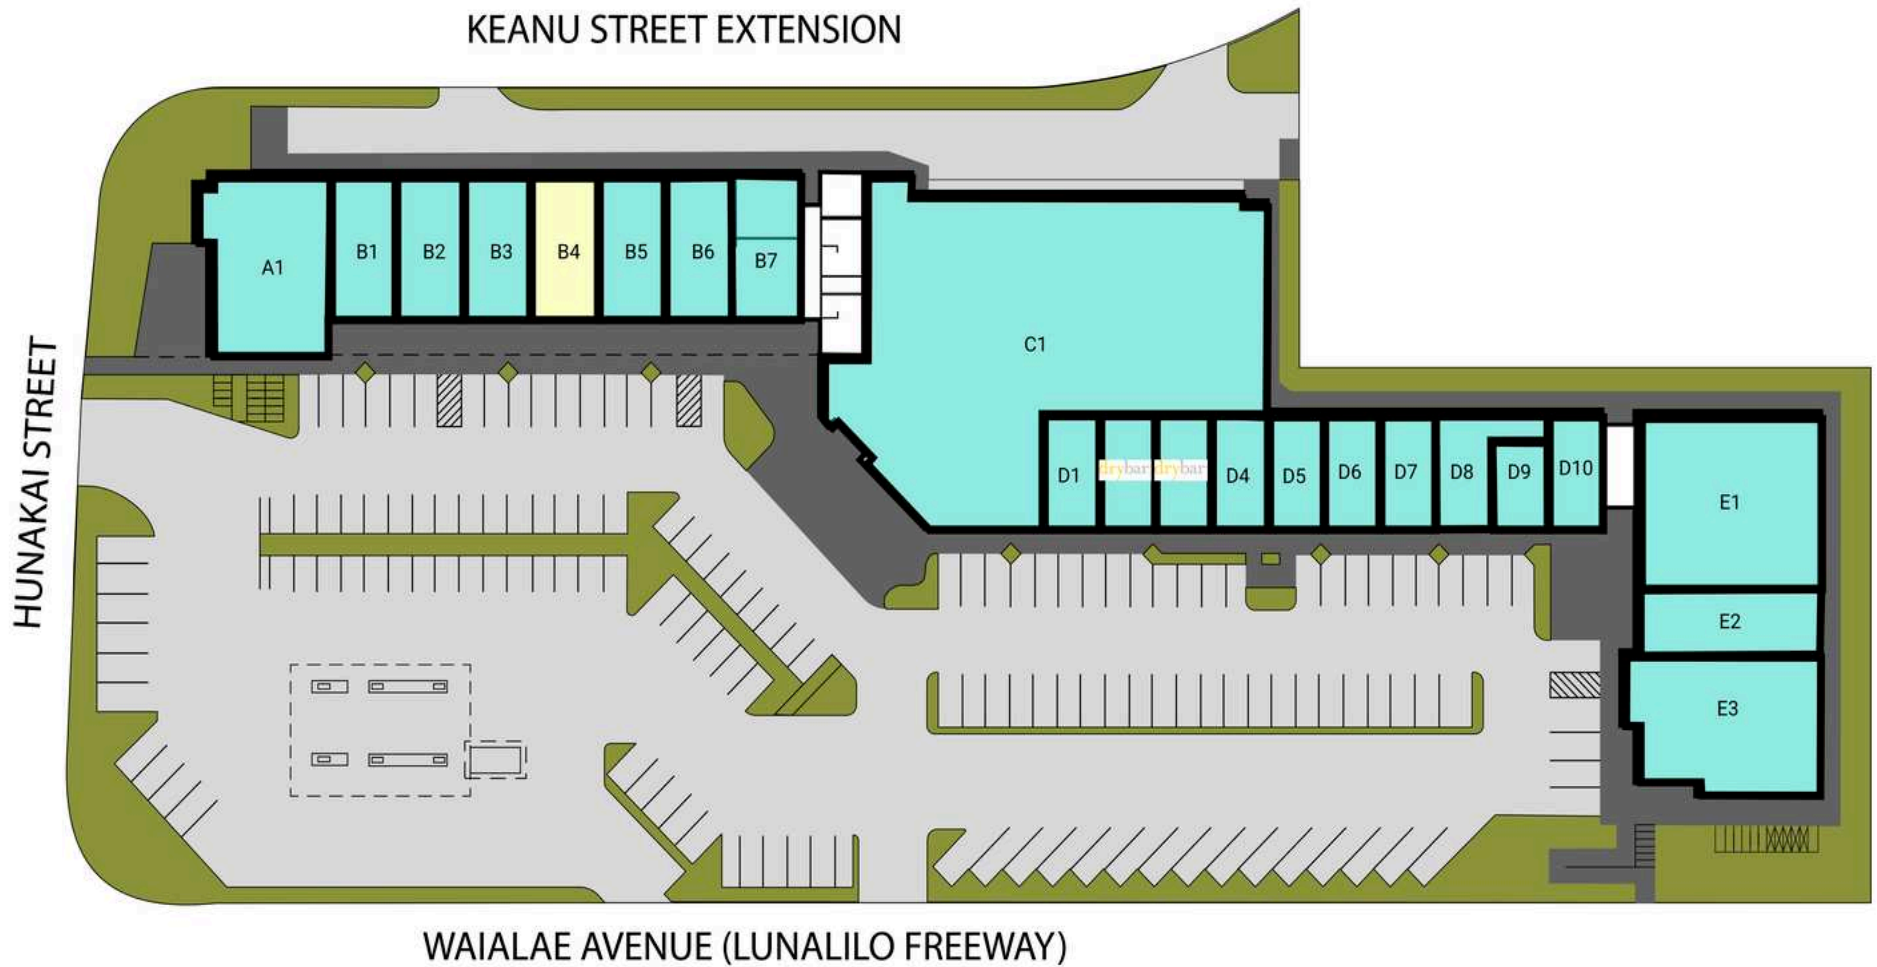 KEANU STREET EXTENSION
A1
B1
B2
B3
B4
B5
B6
B7
C1
HUNAKAI STREET
D1
drybar
drybar
D4
D5
D6
D7
D8
D9
D10
E1
E2
E3
WAIALAE AVENUE (LUNALILO FREEWAY)